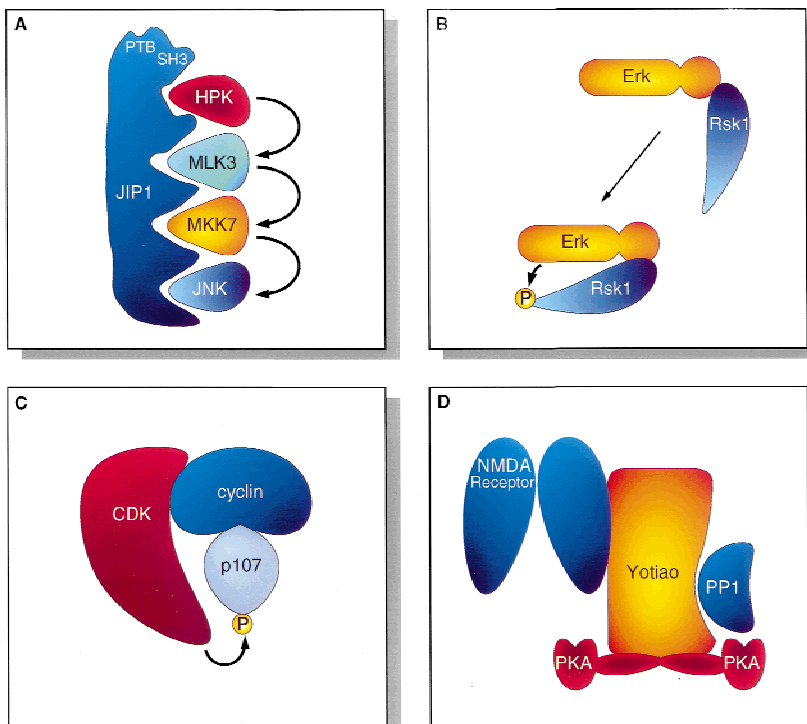 A
PTB
SH3
HPK
MLK3
JIP1
MKK7
JNK
B
Erk
Rsk1
Erk
Rsk1
P
C
cyclin
CDK
p107
P
D
NMDA
Receptor
Yotiao
PP1
PKA
PKA